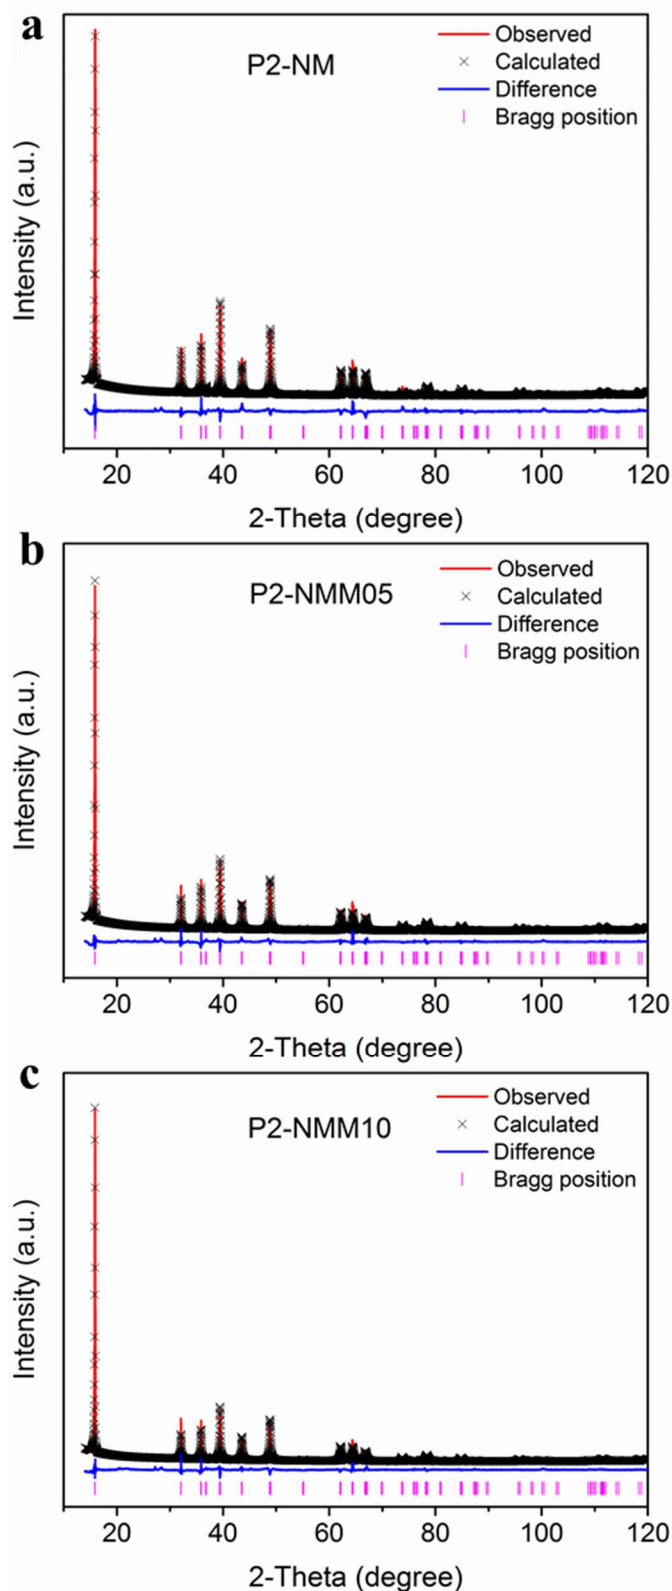 a
P2-NM
Observed
Calculated
Difference
Bragg position
Intensity (a.u.)
20 40 60 80 100 120
2-Theta (degree)
b
P2-NMM05
Observed
Calculated
Difference
Bragg position
Intensity (a.u.)
20 40 60 80 100 120
2-Theta (degree)
c
P2-NMM10
Observed
Calculated
Difference
Bragg position
Intensity (a.u.)
20 40 60 80 100 120
2-Theta (degree)